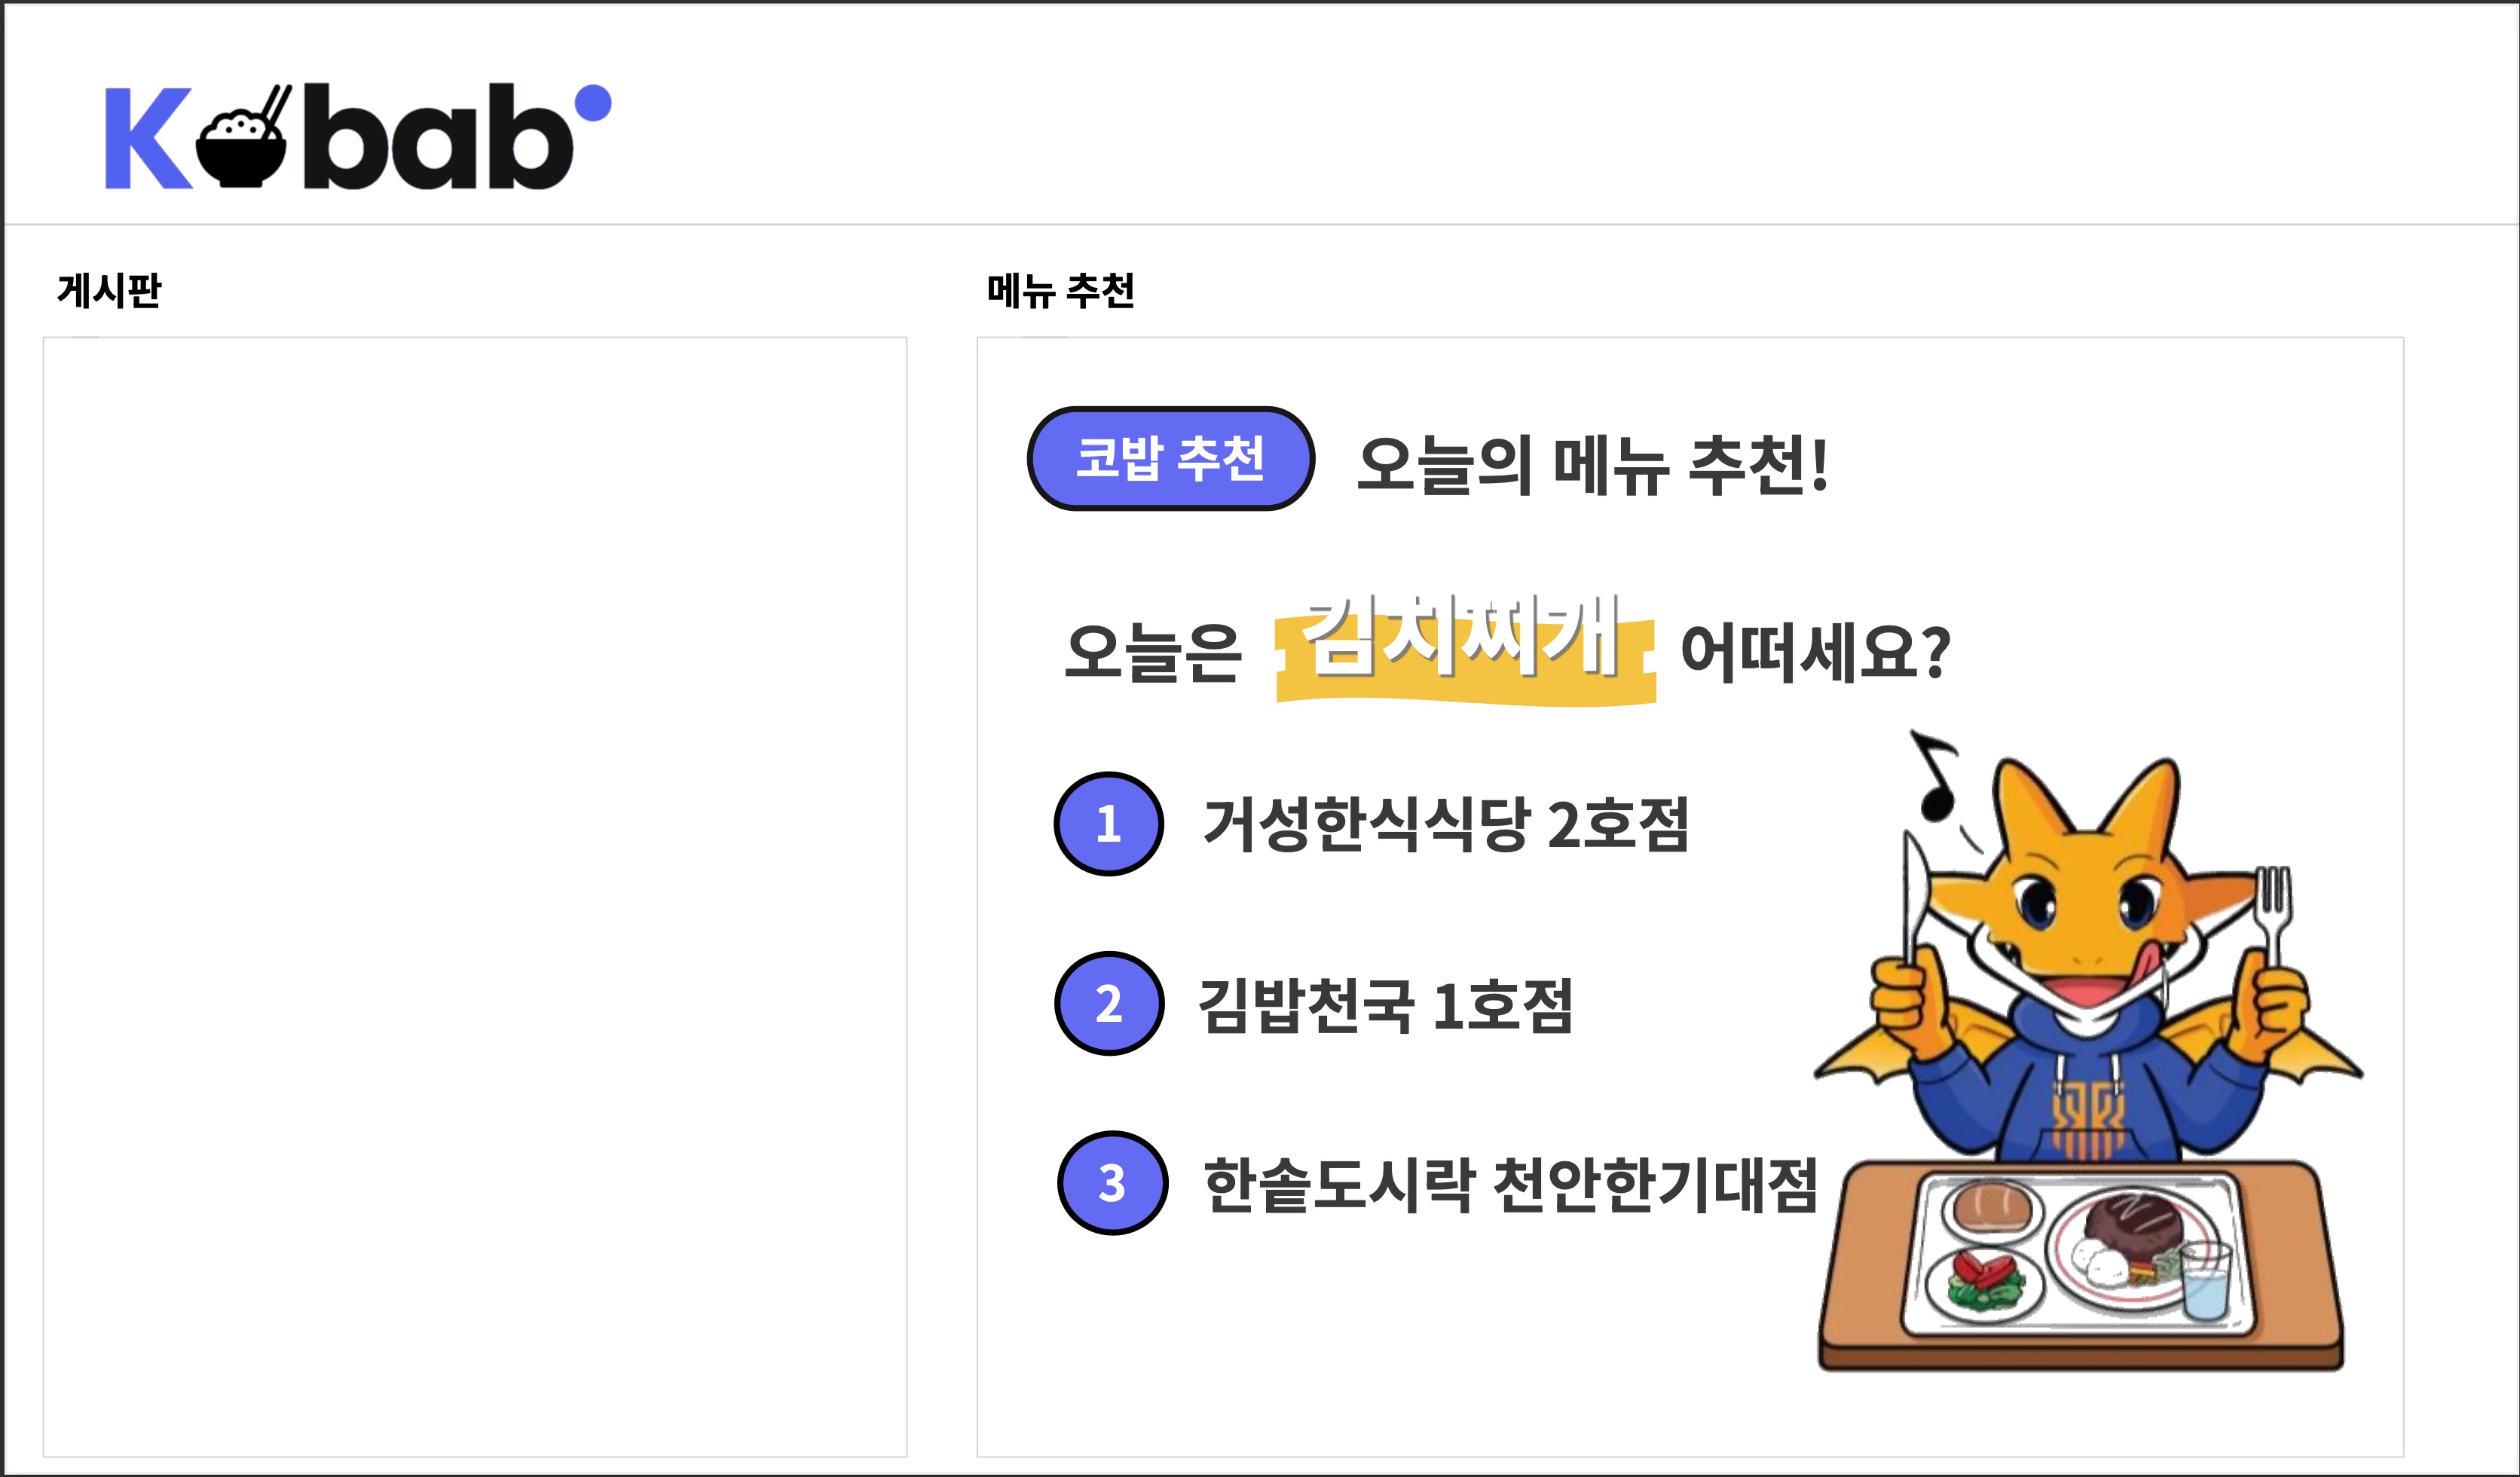 Kobab
게시판
메뉴 추천
코밥 추천 오늘의 메뉴 추천!
오늘은 김치찌개 어떠세요?
1 거성한식식당 2호점
2 김밥천국 1호점
3 한솥도시락 천안한기대점